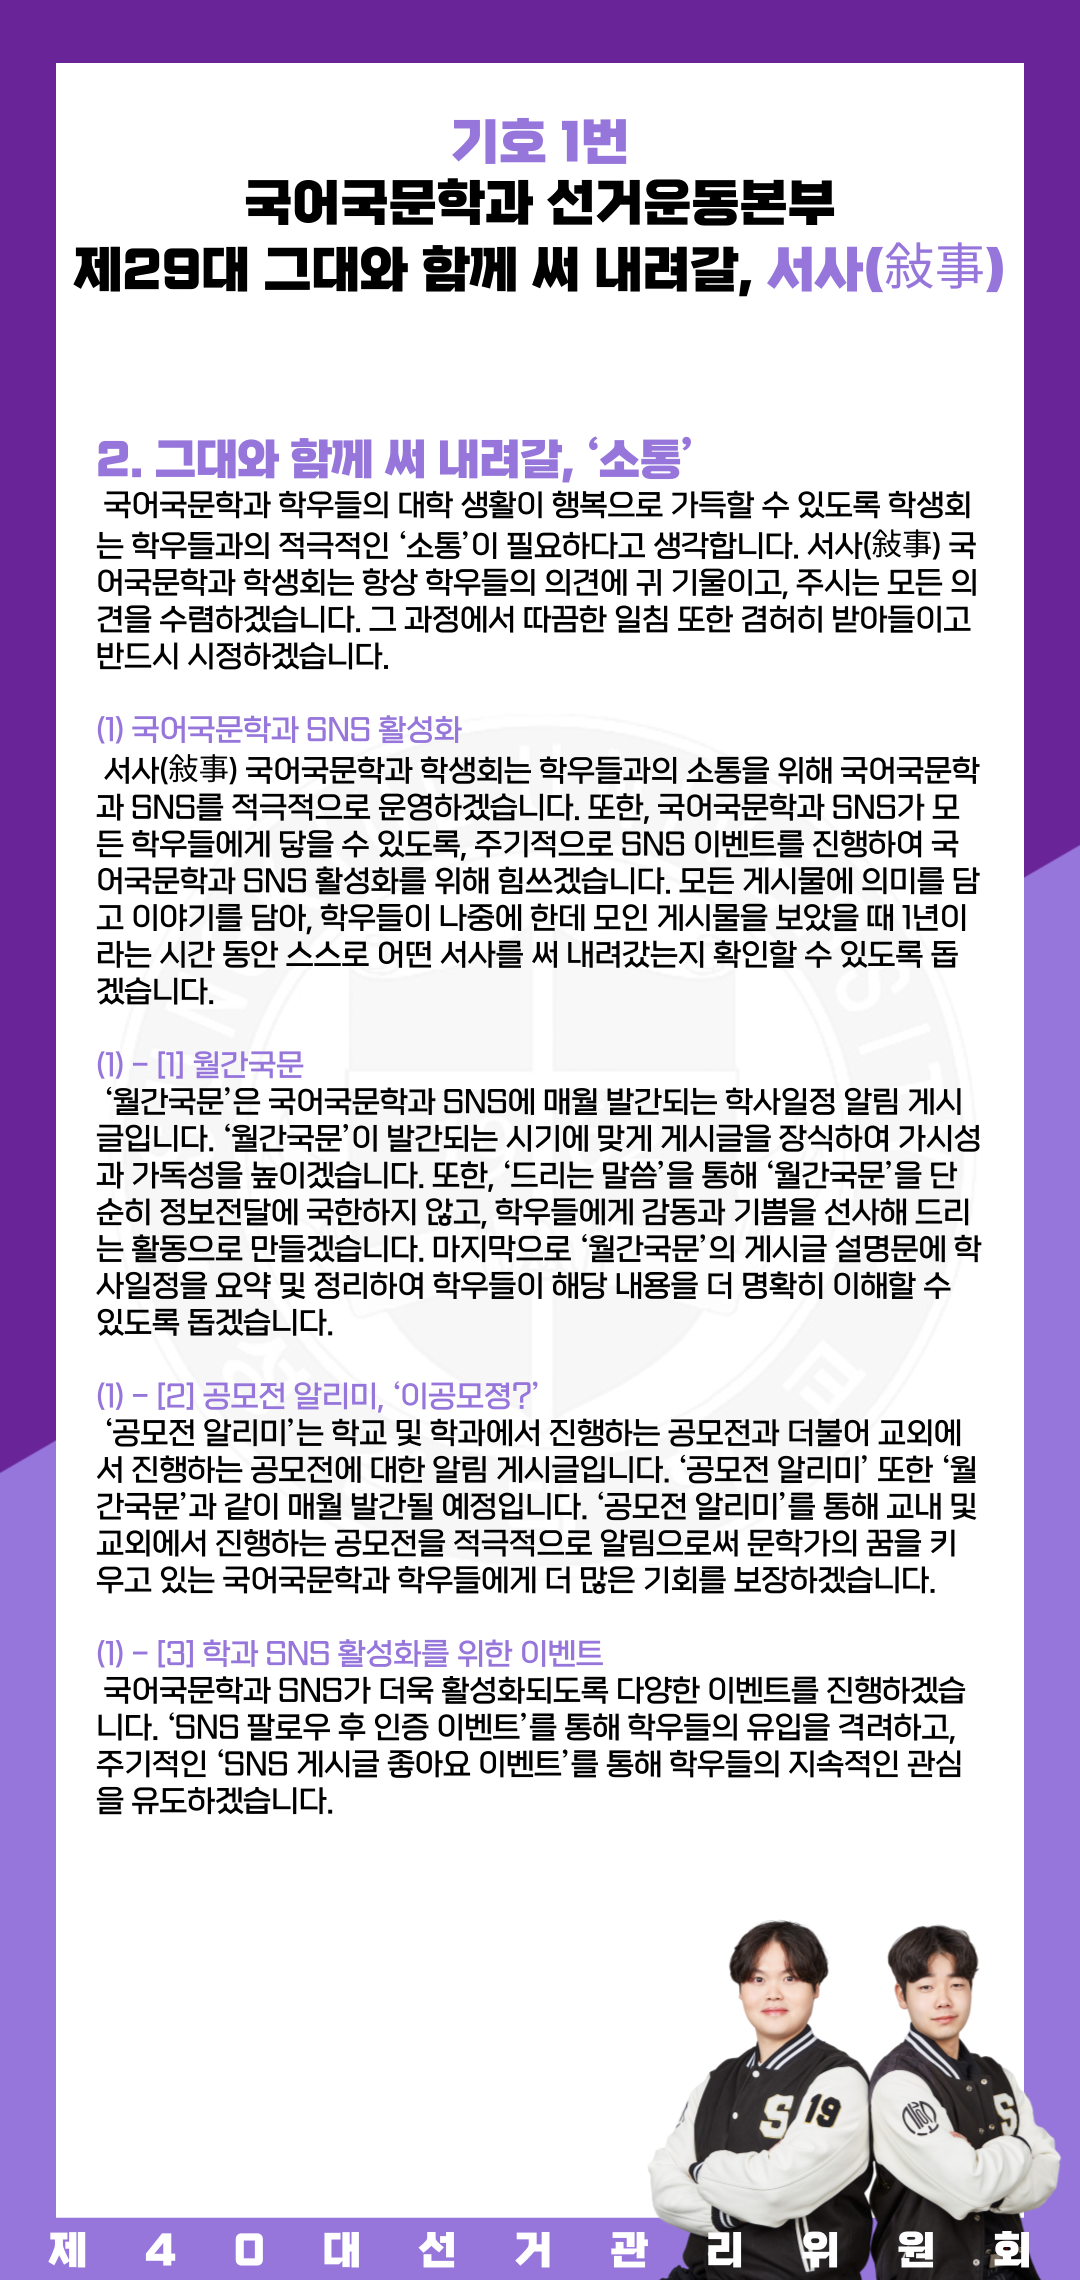 기호 1번
국어국문학과 선거운동본부
제29대 그대와 함께 써 내려갈, 서사(敍事)
2. 그대와 함께 써 내려갈, ‘소통’
국어국문학과 학우들의 대학 생활이 행복으로 가득할 수 있도록 학생회
는 학우들과의 적극적인 ‘소통’이 필요하다고 생각합니다. 서사(敍事) 국
어국문학과 학생회는 항상 학우들의 의견에 귀 기울이고, 주시는 모든 의
견을 수렴하겠습니다. 그 과정에서 따끔한 일침 또한 겸허히 받아들이고
반드시 시정하겠습니다.
(1) 국어국문학과 SNS 활성화
서사(敍事) 국어국문학과 학생회는 학우들과의 소통을 위해 국어국문학
과 SNS를 적극적으로 운영하겠습니다. 또한, 국어국문학과 SNS가 모
든 학우들에게 닿을 수 있도록, 주기적으로 SNS 이벤트를 진행하여 국
어국문학과 SNS 활성화를 위해 힘쓰겠습니다. 모든 게시물에 의미를 담
고 이야기를 담아, 학우들이 나중에 한데 모인 게시물을 보았을 때 1년이
라는 시간 동안 스스로 어떤 서사를 써 내려갔는지 확인할 수 있도록 돕
겠습니다.
(1) - [1] 월간국문
‘월간국문’은 국어국문학과 SNS에 매월 발간되는 학사일정 알림 게시
글입니다. ‘월간국문’이 발간되는 시기에 맞게 게시글을 장식하여 가시성
과 가독성을 높이겠습니다. 또한, ‘드리는 말씀’을 통해 ‘월간국문’을 단
순히 정보전달에 국한하지 않고, 학우들에게 감동과 기쁨을 선사해 드리
는 활동으로 만들겠습니다. 마지막으로 ‘월간국문’의 게시글 설명문에 학
사일정을 요약 및 정리하여 학우들이 해당 내용을 더 명확히 이해할 수
있도록 돕겠습니다.
(1) - [2] 공모전 알리미, ‘이공모졍?’
‘공모전 알리미’는 학교 및 학과에서 진행하는 공모전과 더불어 교외에
서 진행하는 공모전에 대한 알림 게시글입니다. ‘공모전 알리미’ 또한 ‘월
간국문’과 같이 매월 발간될 예정입니다. ‘공모전 알리미’를 통해 교내 및
교외에서 진행하는 공모전을 적극적으로 알림으로써 문학가의 꿈을 키
우고 있는 국어국문학과 학우들에게 더 많은 기회를 보장하겠습니다.
(1) - [3] 학과 SNS 활성화를 위한 이벤트
국어국문학과 SNS가 더욱 활성화되도록 다양한 이벤트를 진행하겠습
니다. ‘SNS 팔로우 후 인증 이벤트’를 통해 학우들의 유입을 격려하고,
주기적인 ‘SNS 게시글 좋아요 이벤트’를 통해 학우들의 지속적인 관심
을 유도하겠습니다.
S 19
S
제40대선거관리위원회